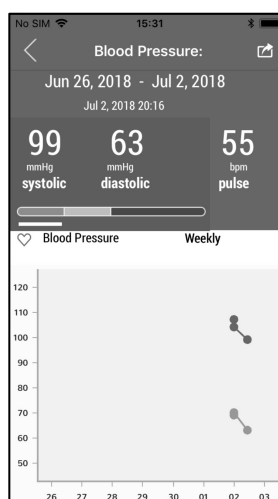 No SIM 15:31
Blood Pressure:
Jun 26, 2018 - Jul 2, 2018
Jul 2, 2018 20:16
99 63 55
mmHg mmHg bpm
systolic diastolic pulse
Blood Pressure Weekly
120
110
100
90
80
70
60
50
26 27 28 29 30 01 02 03